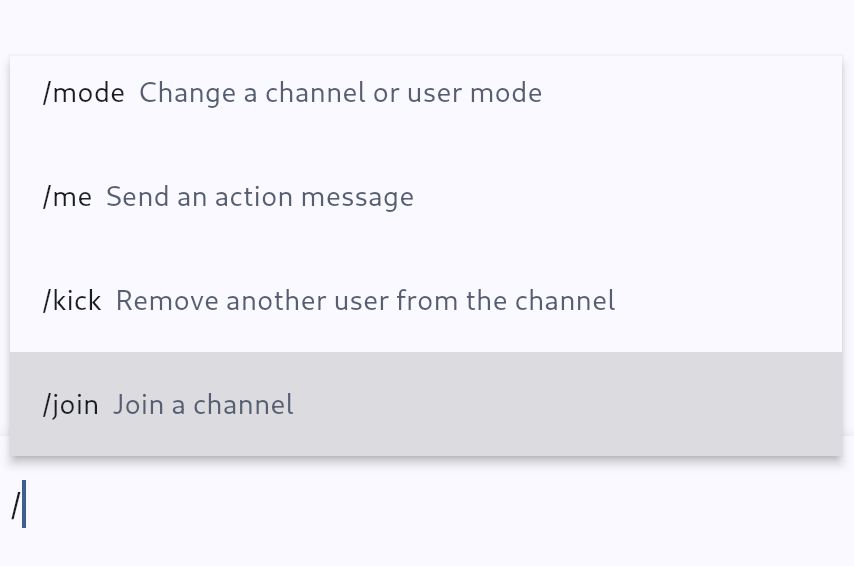 /mode Change a channel or user mode
/me Send an action message
/kick Remove another user from the channel
/join Join a channel
/